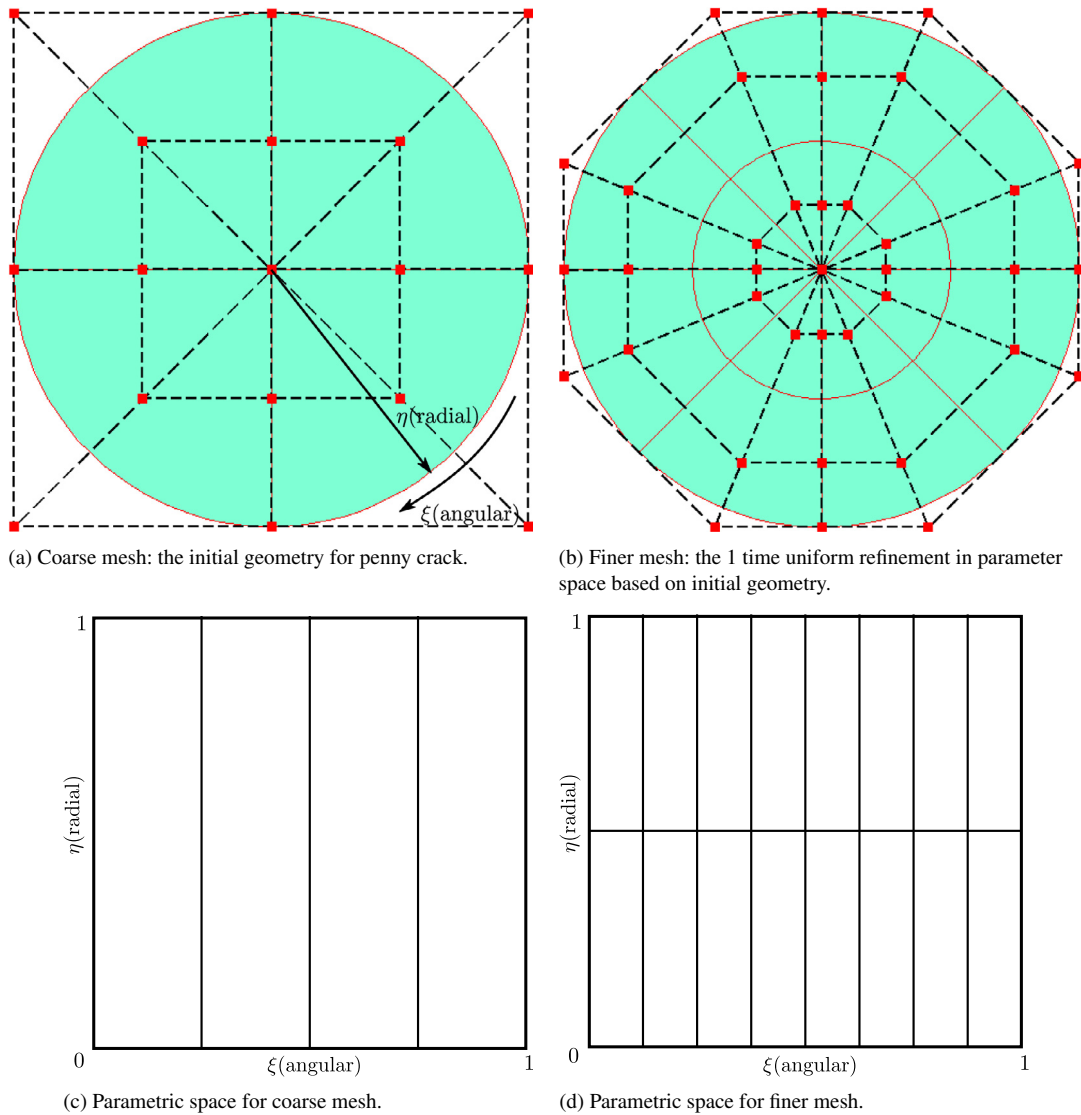 η(radial)
ξ(angular)
(a) Coarse mesh: the initial geometry for penny crack.
(b) Finer mesh: the 1 time uniform refinement in parameter
space based on initial geometry.
1
η(radial)
0
ξ(angular)
1
(c) Parametric space for coarse mesh.
1
η(radial)
0
ξ(angular)
1
(d) Parametric space for finer mesh.